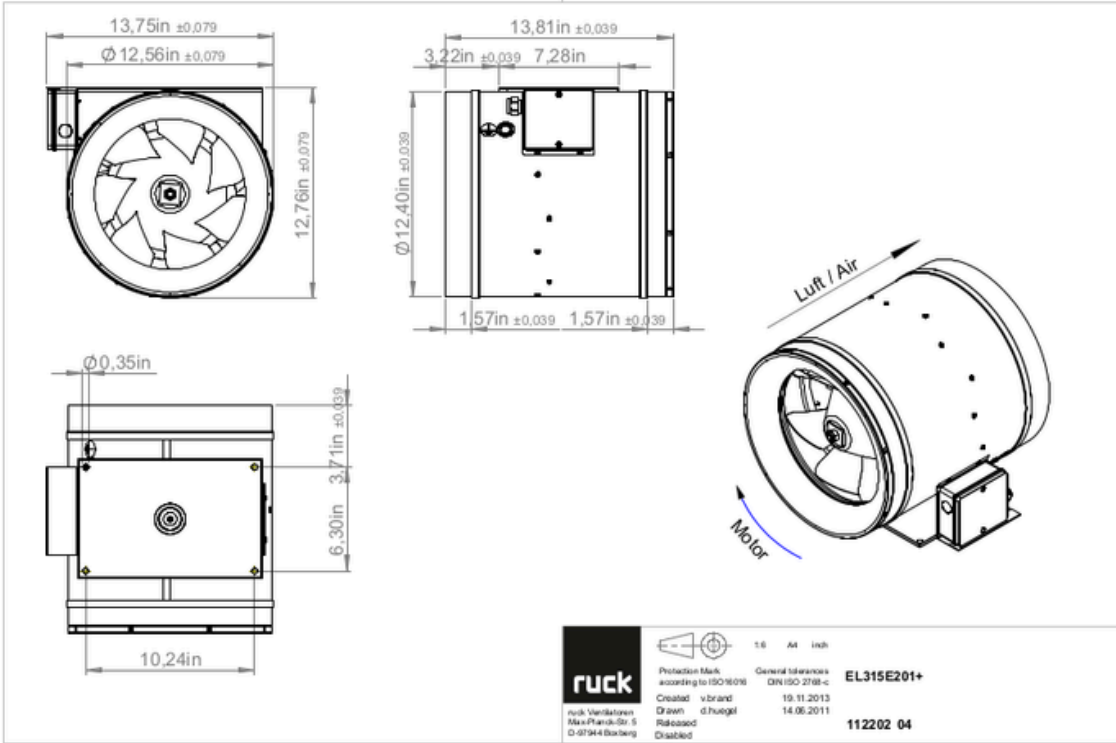 13,75in ±0,079
Ø12,56in ±0,079
12,76in ±0,079
13,81in ±0,039
3,22in ±0,039 7,28in
Ø12,40in ±0,039
1,57in ±0,039 1,57in ±0,039
Luft / Air
Motor
Ø0,35in
3,71in ±0,039
6,30in
10,24in
ruck
ruck Ventilatoren
Max-Planck-Str. 5
D-97944 Boxberg
1:6 A4 inch
Protection Mark General tolerances
according to ISO16016 DIN ISO 2768-c
EL315E201+
Created v.brand 19.11.2013
Drawn d.huegel 14.06.2011
Released
Disabled
112202 04